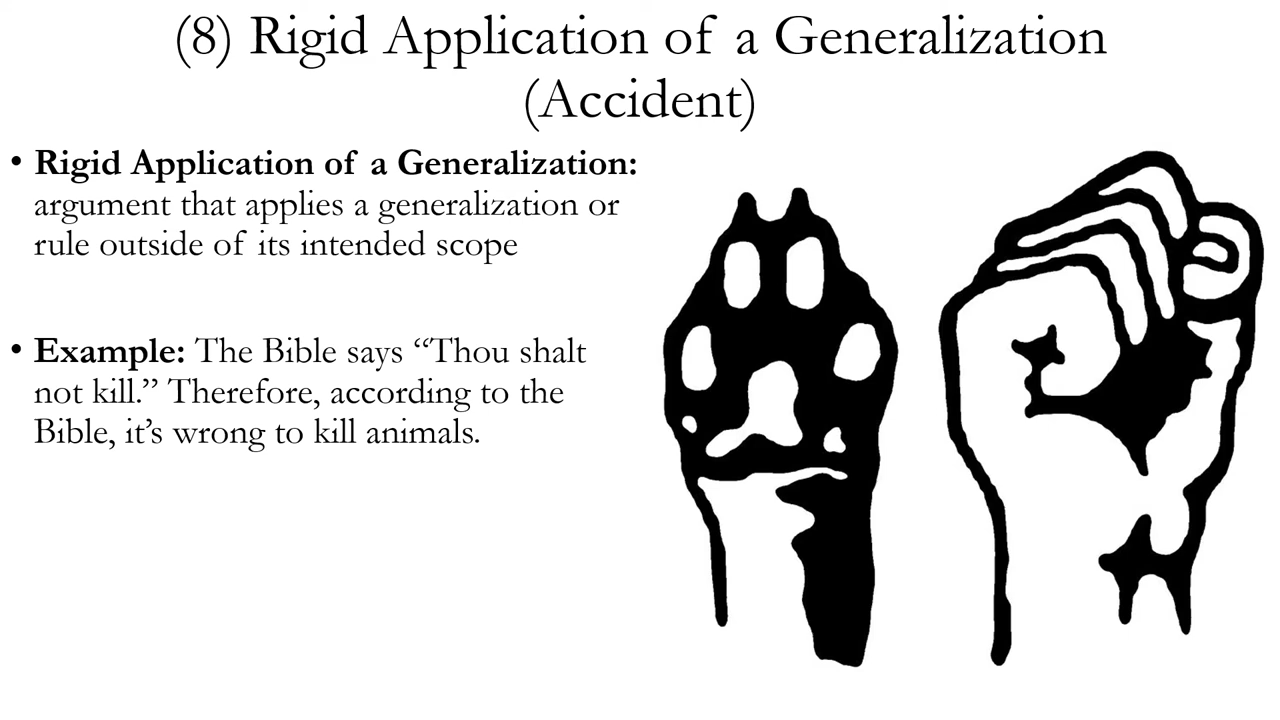 (8) Rigid Application of a Generalization
(Accident)
• Rigid Application of a Generalization:
argument that applies a generalization or
rule outside of its intended scope
• Example: The Bible says “Thou shalt
not kill.” Therefore, according to the
Bible, it’s wrong to kill animals.